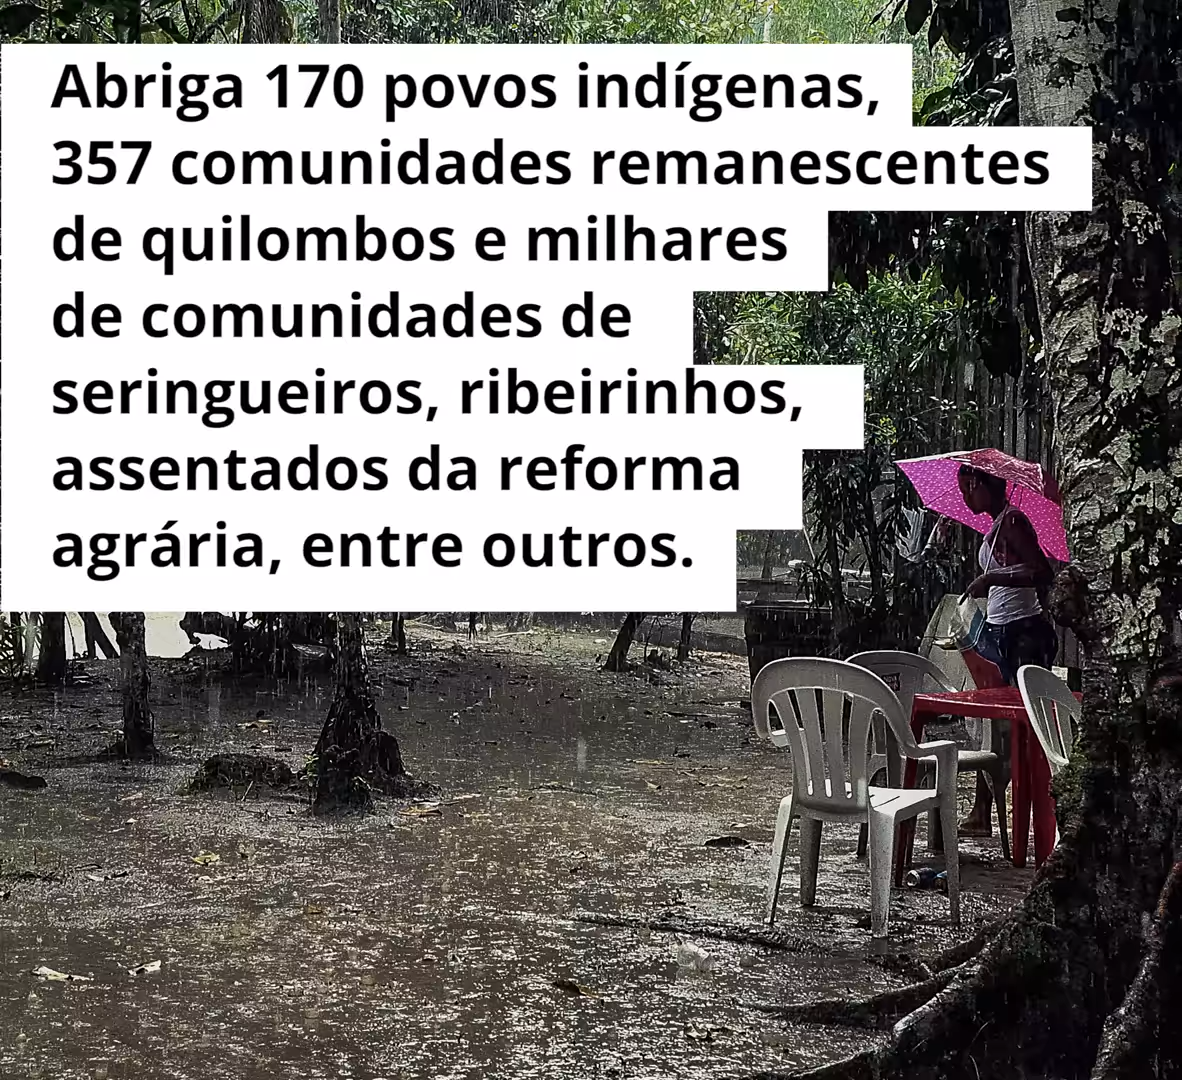 Abriga 170 povos indígenas,
357 comunidades remanescentes
de quilombos e milhares
de comunidades de
seringueiros, ribeirinhos,
assentados da reforma
agrária, entre outros.